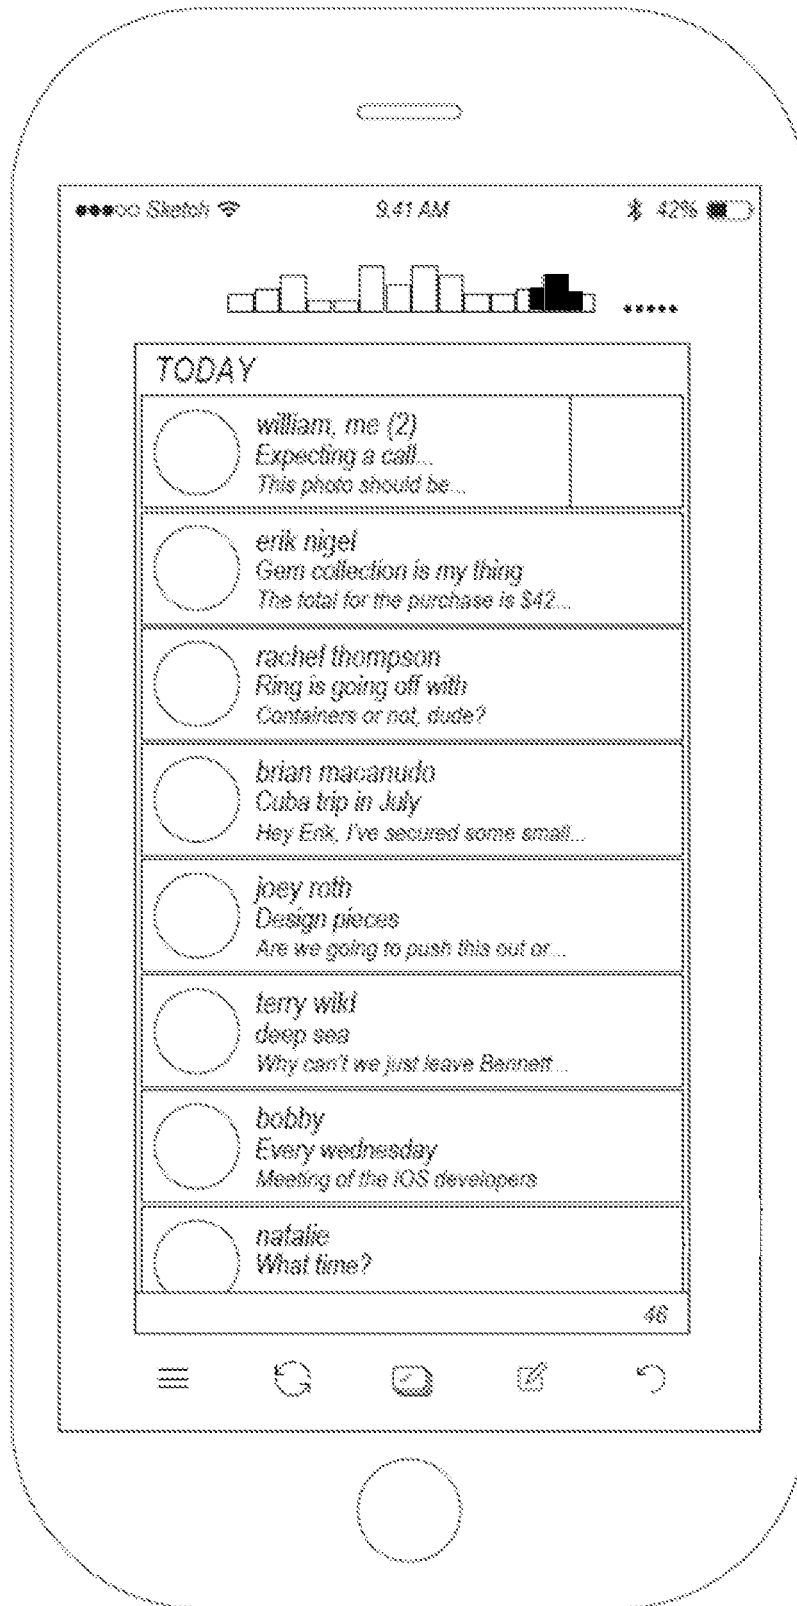 Sketch 9:41 AM 42%
TODAY
william, me (2)
Expecting a call...
This photo should be...
erik nigel
Gem collection is my thing
The total for the purchase is $42...
rachel thompson
Ring is going off with
Containers or not, dude?
brian macanudo
Cuba trip in July
Hey Erik, I've secured some small...
joey roth
Design pieces
Are we going to push this out or...
terry wild
deep sea
Why can't we just leave Bennett...
bobby
Every wednesday
Meeting of the iOS developers
natalie
What time?
46